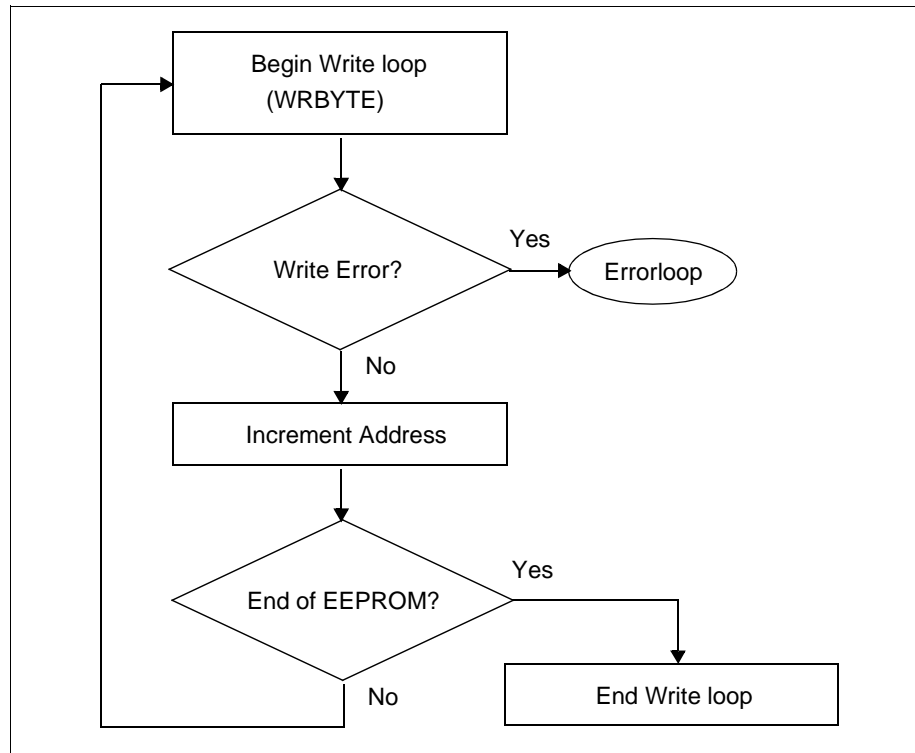 Begin Write loop
(WRBYTE)
Yes
Write Error?
Errorloop
No
Increment Address
Yes
End of EEPROM?
No
End Write loop